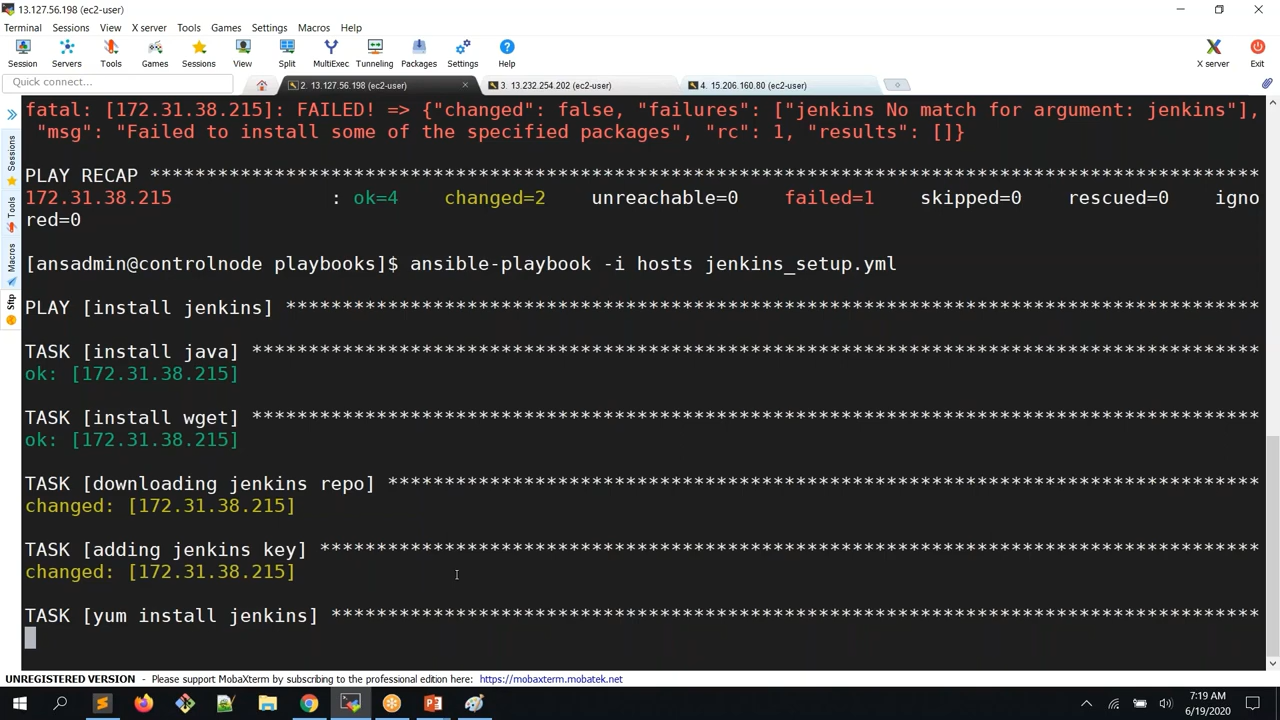 13.127.56.198 (ec2-user)
Terminal Sessions View X server Tools Games Settings Macros Help
Session Servers Tools Games Sessions View Split MultiExec Tunneling Packages Settings Help X server Exit
Quick connect...
2. 13.127.56.198 (ec2-user)
3. 13.232.254.202 (ec2-user)
4. 15.206.160.80 (ec2-user)
Sessions
Tools
Macros
Sftp
fatal: [172.31.38.215]: FAILED! => {"changed": false, "failures": ["jenkins No match for argument: jenkins"],
"msg": "Failed to install some of the specified packages", "rc": 1, "results": []}
PLAY RECAP *************************************************************************************************
172.31.38.215 : ok=4 changed=2 unreachable=0 failed=1 skipped=0 rescued=0 igno
red=0
[ansadmin@controlnode playbooks]$ ansible-playbook -i hosts jenkins_setup.yml
PLAY [install jenkins] *************************************************************************************
TASK [install java] ****************************************************************************************
ok: [172.31.38.215]
TASK [install wget] ****************************************************************************************
ok: [172.31.38.215]
TASK [downloading jenkins repo] ****************************************************************************
changed: [172.31.38.215]
TASK [adding jenkins key] **********************************************************************************
changed: [172.31.38.215]
TASK [yum install jenkins] *********************************************************************************
UNREGISTERED VERSION - Please support MobaXterm by subscribing to the professional edition here: https://mobaxterm.mobatek.net
7:19 AM
6/19/2020